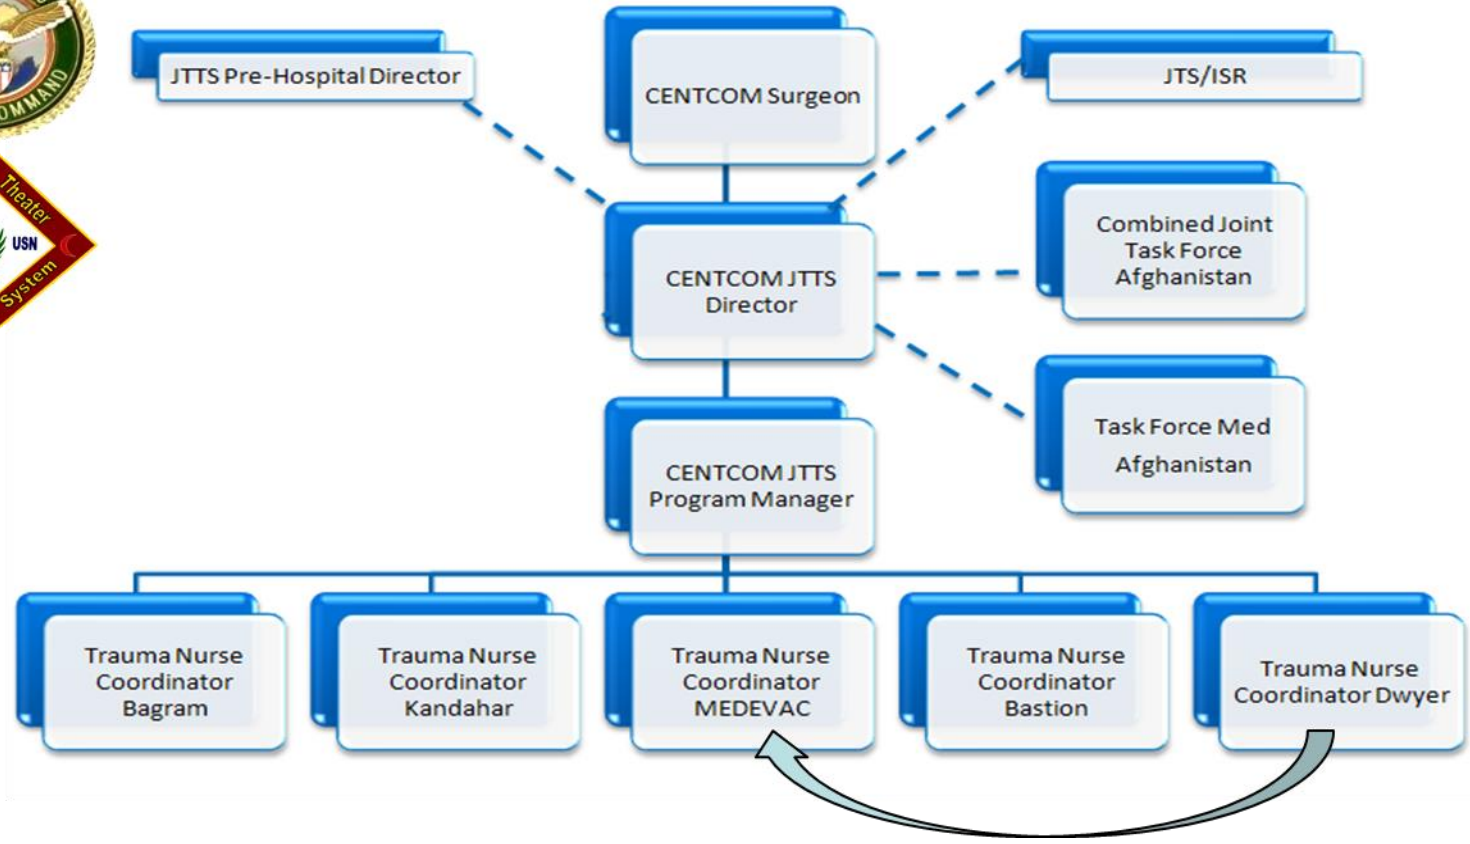 JTTS Pre-Hospital Director
CENTCOM Surgeon
JTS/ISR
OMMAND
Theater
USN
System
CENTCOM JTTS
Director
Combined Joint
Task Force
Afghanistan
Task Force Med
Afghanistan
CENTCOM JTTS
Program Manager
Trauma Nurse
Coordinator
Bagram
Trauma Nurse
Coordinator
Kandahar
Trauma Nurse
Coordinator
MEDEVAC
Trauma Nurse
Coordinator
Bastion
Trauma Nurse
Coordinator Dwyer